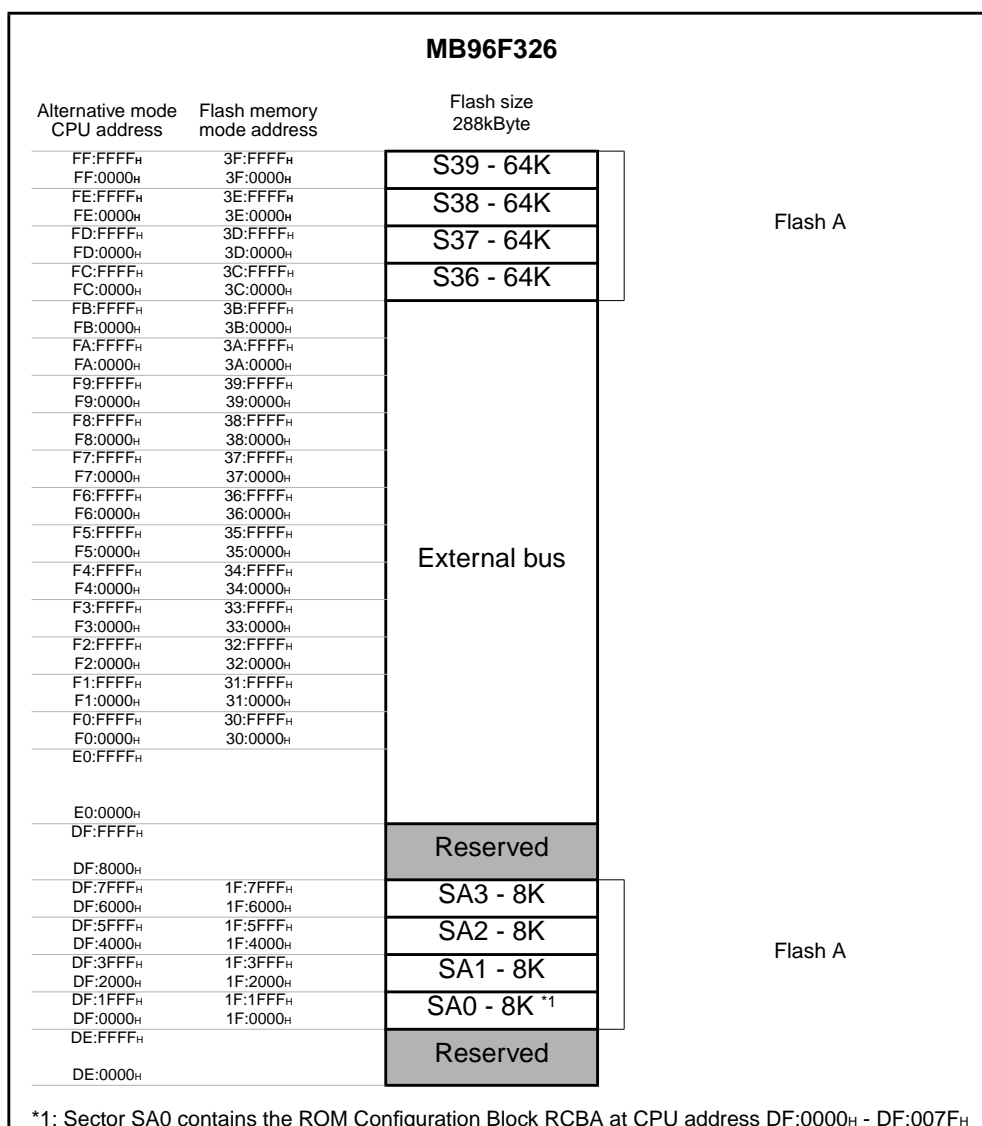 MB96F326
Alternative mode CPU address
Flash memory mode address
Flash size 288kByte
FF:FFFFH 3F:FFFFH
FF:0000H 3F:0000H
S39 - 64K
FE:FFFFH 3E:FFFFH
FE:0000H 3E:0000H
S38 - 64K
Flash A
FD:FFFFH 3D:FFFFH
FD:0000H 3D:0000H
S37 - 64K
FC:FFFFH 3C:FFFFH
FC:0000H 3C:0000H
S36 - 64K
FB:FFFFH 3B:FFFFH
FB:0000H 3B:0000H
FA:FFFFH 3A:FFFFH
FA:0000H 3A:0000H
F9:FFFFH 39:FFFFH
F9:0000H 39:0000H
F8:FFFFH 38:FFFFH
F8:0000H 38:0000H
F7:FFFFH 37:FFFFH
F7:0000H 37:0000H
F6:FFFFH 36:FFFFH
F6:0000H 36:0000H
F5:FFFFH 35:FFFFH
F5:0000H 35:0000H
External bus
F4:FFFFH 34:FFFFH
F4:0000H 34:0000H
F3:FFFFH 33:FFFFH
F3:0000H 33:0000H
F2:FFFFH 32:FFFFH
F2:0000H 32:0000H
F1:FFFFH 31:FFFFH
F1:0000H 31:0000H
F0:FFFFH 30:FFFFH
F0:0000H 30:0000H
E0:FFFFH
E0:0000H
DF:FFFFH
Reserved
DF:8000H
DF:7FFFH 1F:7FFFH
DF:6000H 1F:6000H
SA3 - 8K
DF:5FFFH 1F:5FFFH
DF:4000H 1F:4000H
SA2 - 8K
Flash A
DF:3FFFH 1F:3FFFH
DF:2000H 1F:2000H
SA1 - 8K
DF:1FFFH 1F:1FFFH
DF:0000H 1F:0000H
SA0 - 8K *1
DE:FFFFH
Reserved
DE:0000H
*1: Sector SA0 contains the ROM Configuration Block RCBA at CPU address DF:0000H - DF:007FH